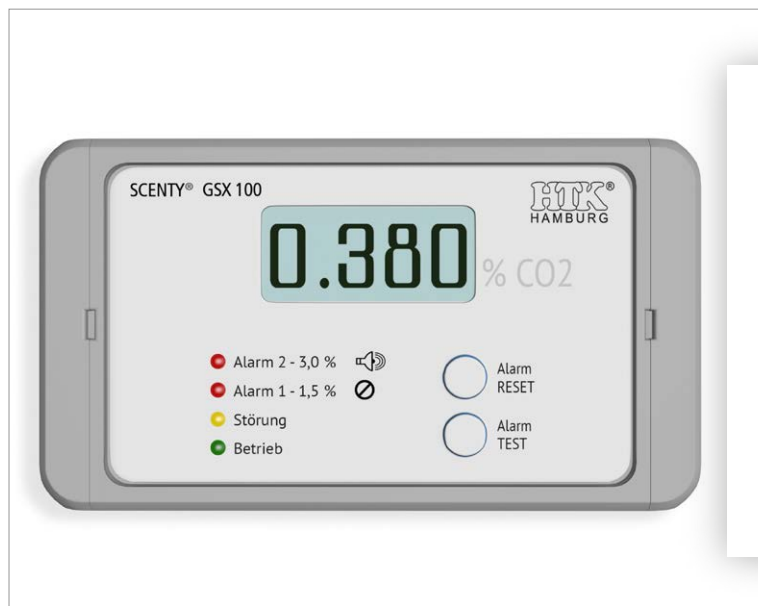 SCENTY® GSX 100
HTK®
HAMBURG
0.380 % CO2
Alarm 2 - 3,0 %
Alarm 1 - 1,5 %
Störung
Betrieb
Alarm
RESET
Alarm
TEST